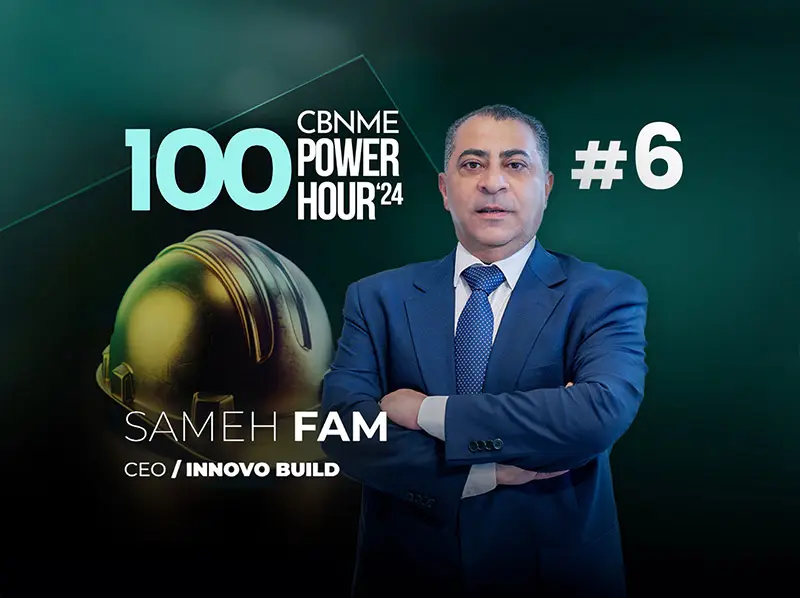 100 CBNME
POWER
HOUR '24
#6
SAMEH FAM
CEO / INNOVO BUILD